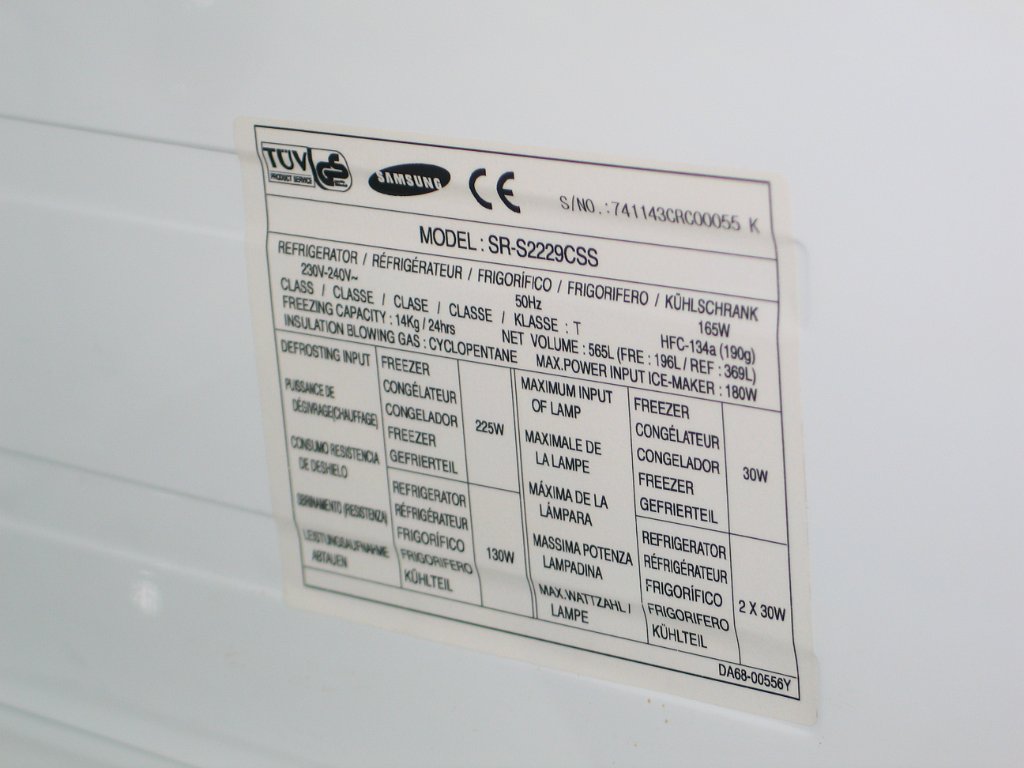 TÜV
PRODUCT SERVICE
SAMSUNG
CE
S/NO.:741143CRC00055 K
MODEL : SR-S2229CSS
REFRIGERATOR / RÉFRIGÉRATEUR / FRIGORÍFICO / FRIGORIFERO / KÜHLSCHRANK
230V-240V~ 50Hz 165W
CLASS / CLASSE / CLASE / CLASSE / KLASSE : T HFC-134a (190g)
FREEZING CAPACITY : 14Kg / 24hrs NET VOLUME : 565L (FRE : 196L / REF : 369L)
INSULATION BLOWING GAS : CYCLOPENTANE MAX.POWER INPUT ICE-MAKER : 180W
DEFROSTING INPUT
PUISSANCE DE
DÉGIVRAGE(CHAUFFAGE)
CONSUMO RESISTENCIA
DE DESHIELO
SBRINAMENTO (RESISTENZA)
LEISTUNGSAUFNAHME
ABTAUEN
FREEZER
CONGÉLATEUR
CONGELADOR
FREEZER
GEFRIERTEIL
225W
REFRIGERATOR
RÉFRIGÉRATEUR
FRIGORÍFICO
FRIGORIFERO
KÜHLTEIL
130W
MAXIMUM INPUT
OF LAMP
MAXIMALE DE
LA LAMPE
MÁXIMA DE LA
LÁMPARA
MASSIMA POTENZA
LAMPADINA
MAX.WATTZAHL /
LAMPE
FREEZER
CONGÉLATEUR
CONGELADOR
FREEZER
GEFRIERTEIL
30W
REFRIGERATOR
RÉFRIGÉRATEUR
FRIGORÍFICO
FRIGORIFERO
KÜHLTEIL
2 X 30W
DA68-00556Y